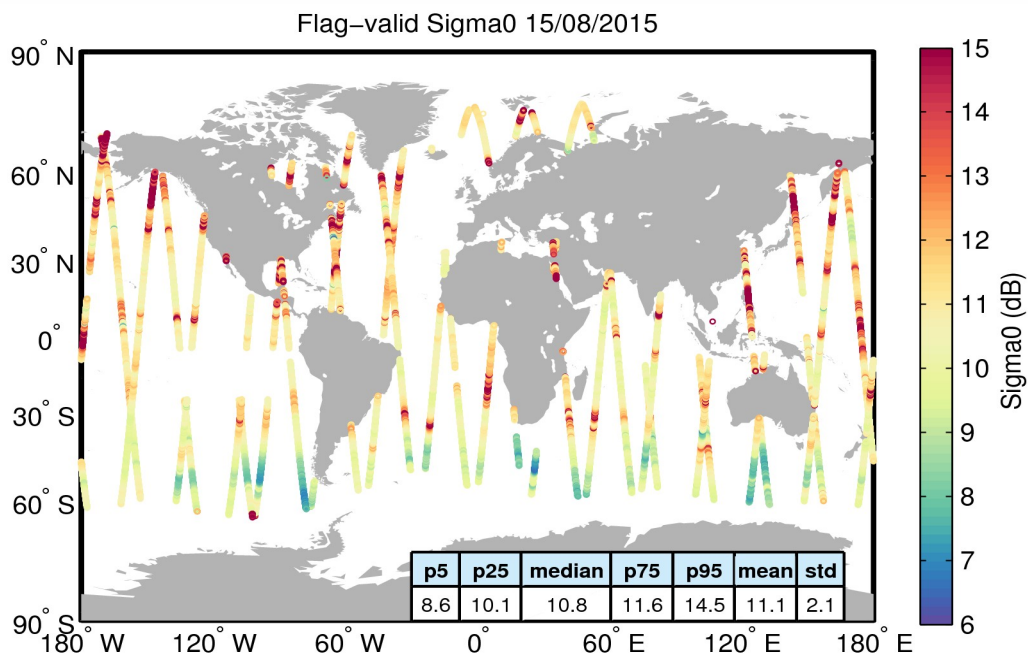 Flag−valid Sigma0 15/08/2015
90° N
60° N
30° N
0°
30° S
60° S
90° S
180° W
120° W
60° W
0°
60° E
120° E
180° E
15
14
13
12
11
10
9
8
7
6
Sigma0 (dB)
p5 p25 median p75 p95 mean std
8.6 10.1 10.8 11.6 14.5 11.1 2.1